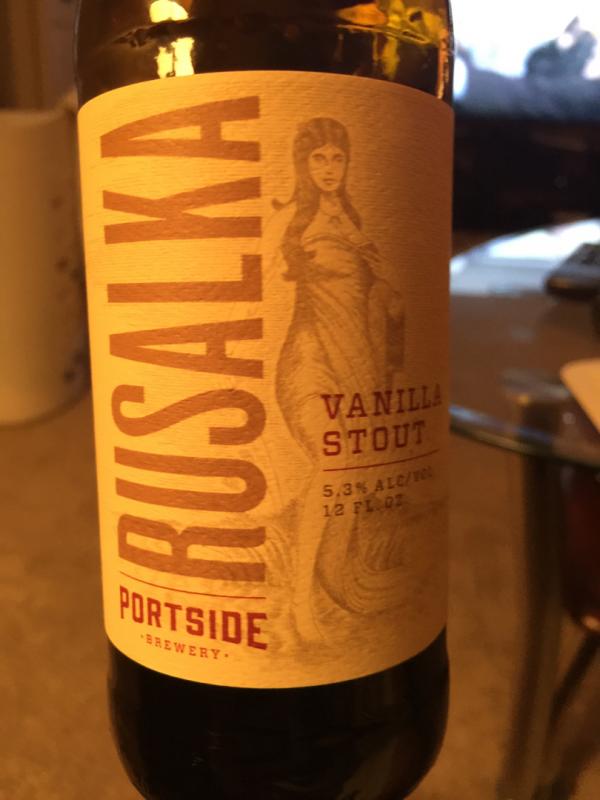 RUSALKA
PORTSIDE
·BREWERY·
VANILLA
STOUT
5.3% ALC/VOL
12 FL. OZ